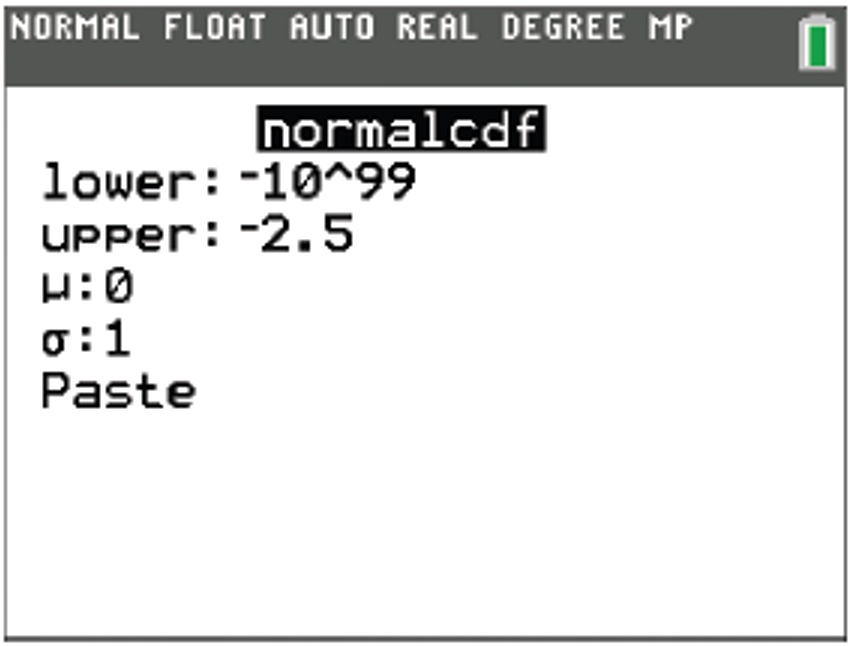 NORMAL FLOAT AUTO REAL DEGREE MP
normalcdf
lower:⁻10^99
upper:⁻2.5
μ:0
σ:1
Paste